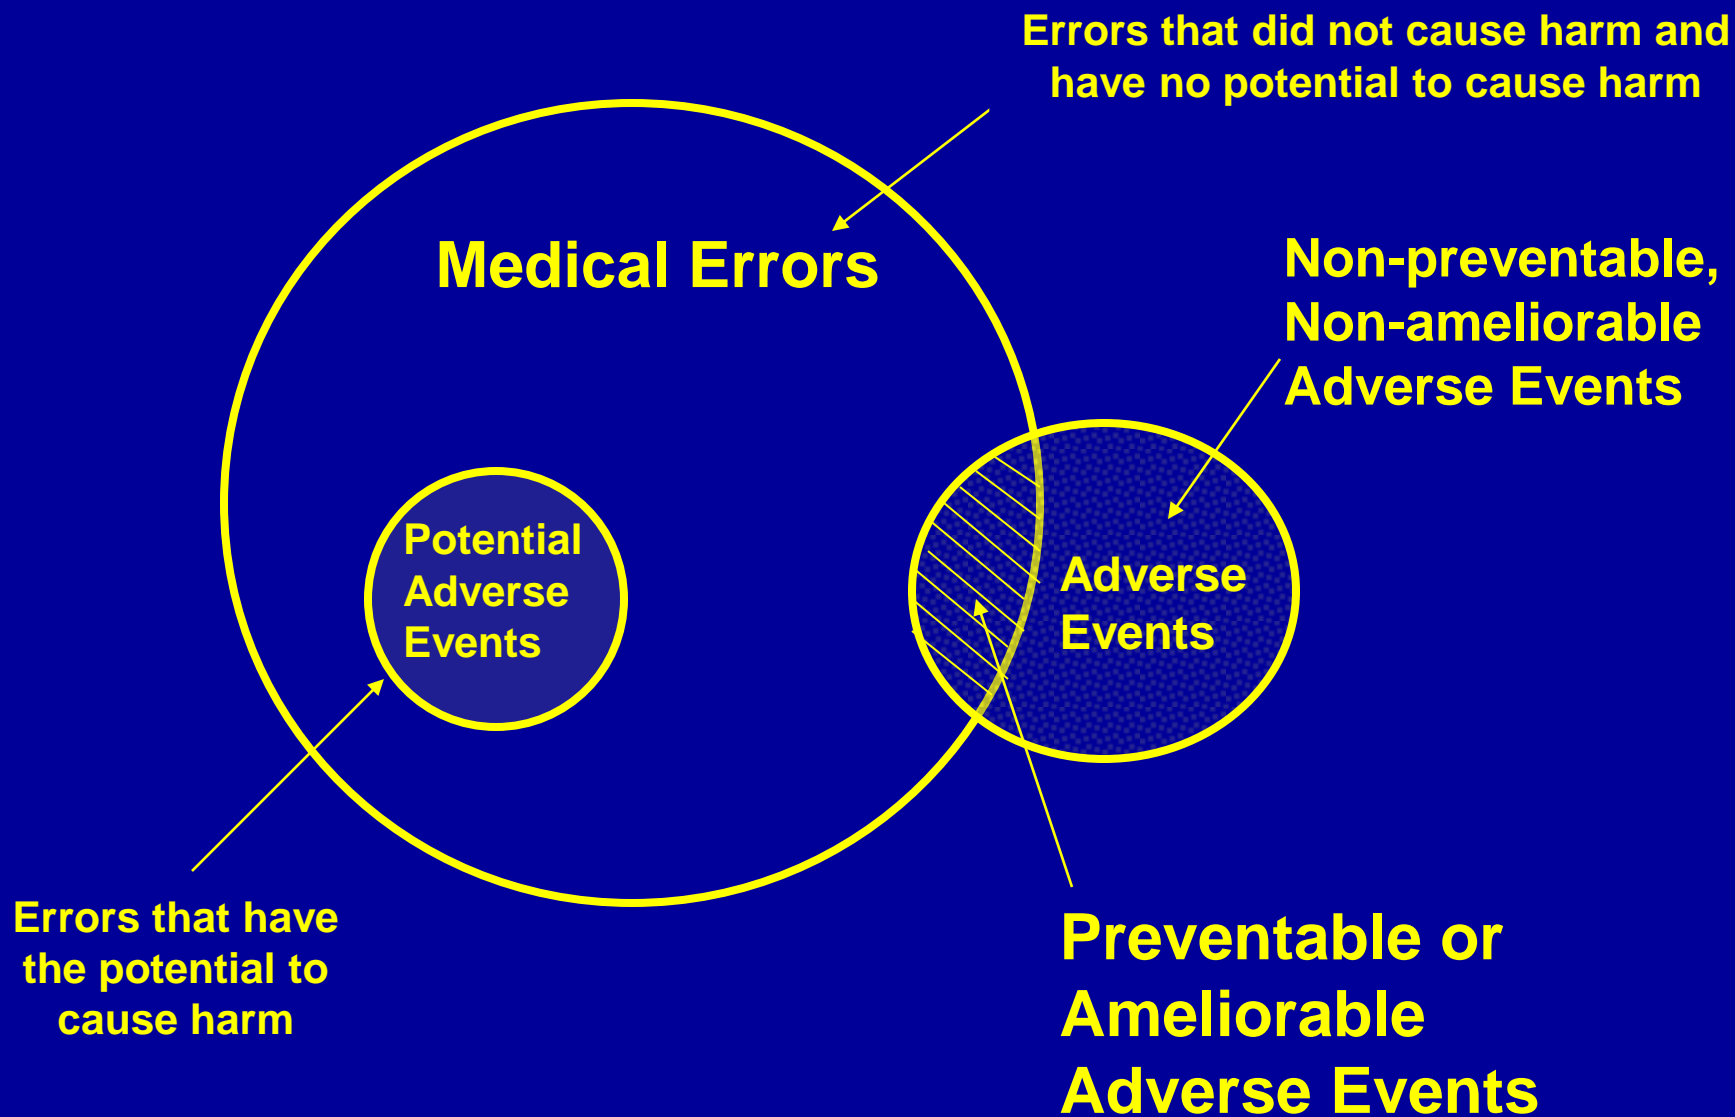 Errors that did not cause harm and
have no potential to cause harm
Medical Errors
Non-preventable,
Non-ameliorable
Adverse Events
Potential
Adverse
Events
Adverse
Events
Errors that have
the potential to
cause harm
Preventable or
Ameliorable
Adverse Events